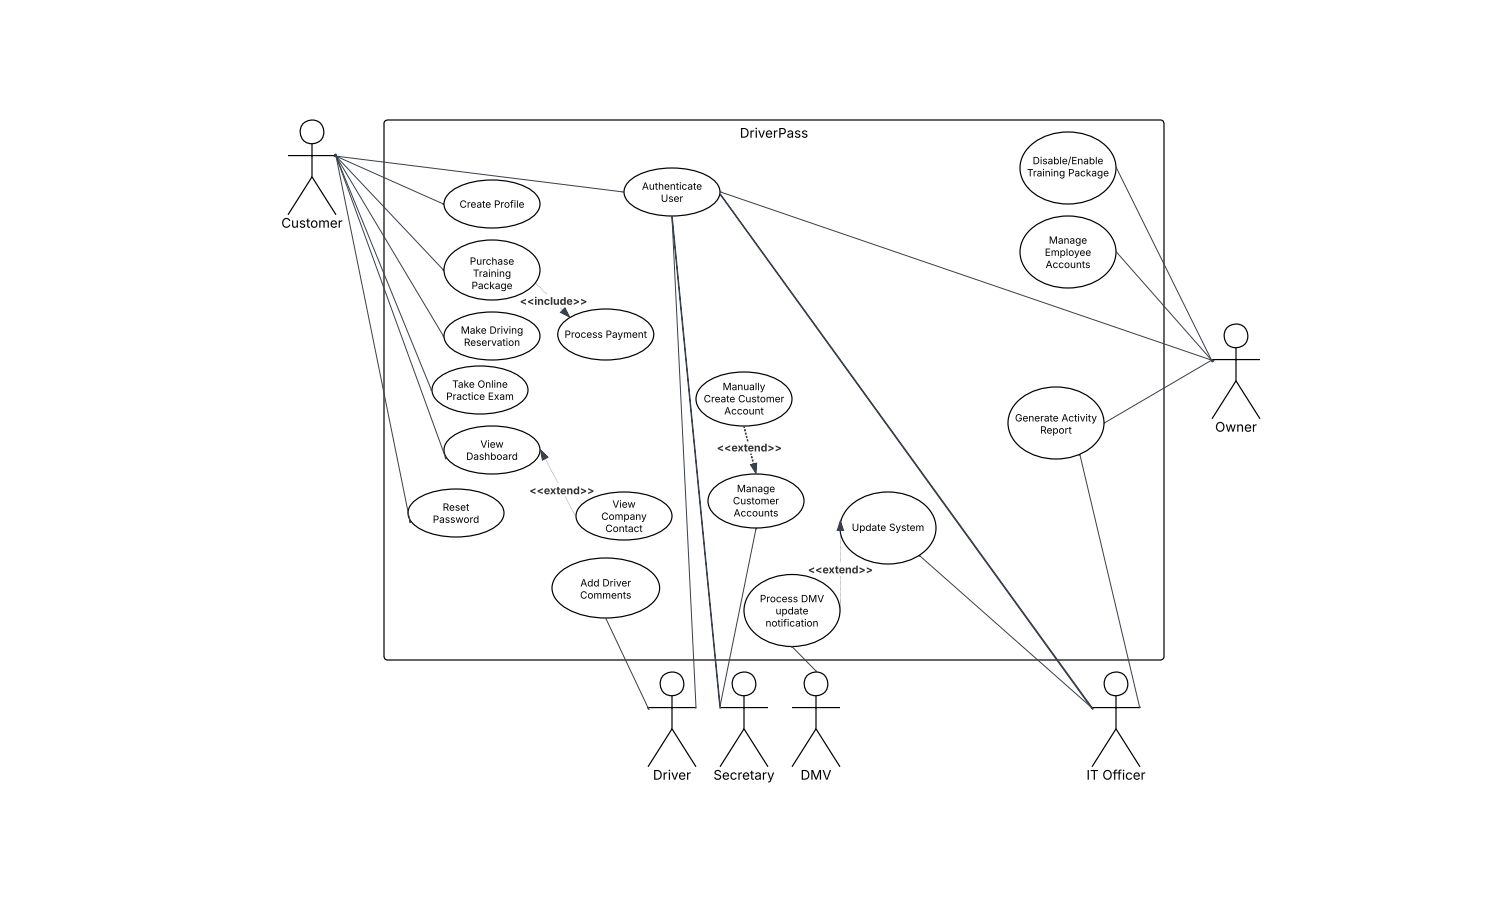 DriverPass
Customer
Create Profile
Authenticate
User
Disable/Enable
Training Package
Purchase
Training
Package
<<include>>
Process Payment
Manage
Employee
Accounts
Make Driving
Reservation
Take Online
Practice Exam
Manually
Create Customer
Account
<<extend>>
Manage
Customer
Accounts
Generate Activity
Report
Owner
View
Dashboard
<<extend>>
View
Company
Contact
Reset
Password
Update System
<<extend>>
Process DMV
update
notification
Add Driver
Comments
Driver
Secretary
DMV
IT Officer